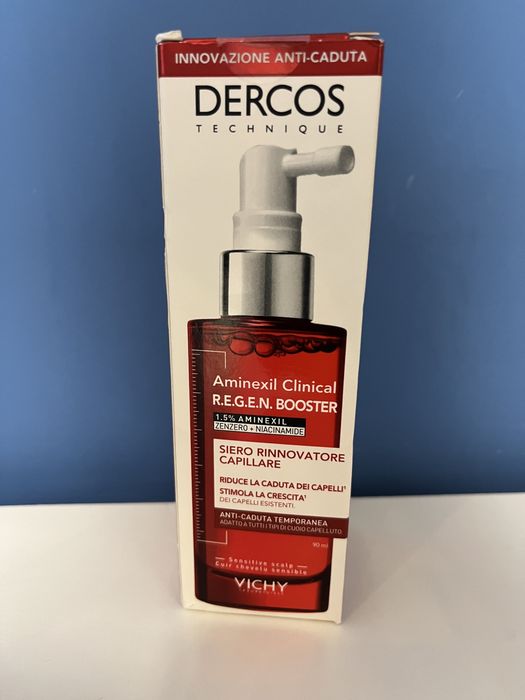 INNOVAZIONE ANTI-CADUTA
DERCOS
TECHNIQUE
Aminexil Clinical
R.E.G.E.N. BOOSTER
1.5% AMINEXIL
ZENZERO + NIACINAMIDE
SIERO RINNOVATORE
CAPILLARE
RIDUCE LA CADUTA DEI CAPELLI¹
STIMOLA LA CRESCITA¹
DEI CAPELLI ESISTENTI.
ANTI-CADUTA TEMPORANEA
ADATTO A TUTTI I TIPI DI CUOIO CAPELLUTO
90 ml
Sensitive scalp
Cuir chevelu sensible
VICHY
LABORATOIRES